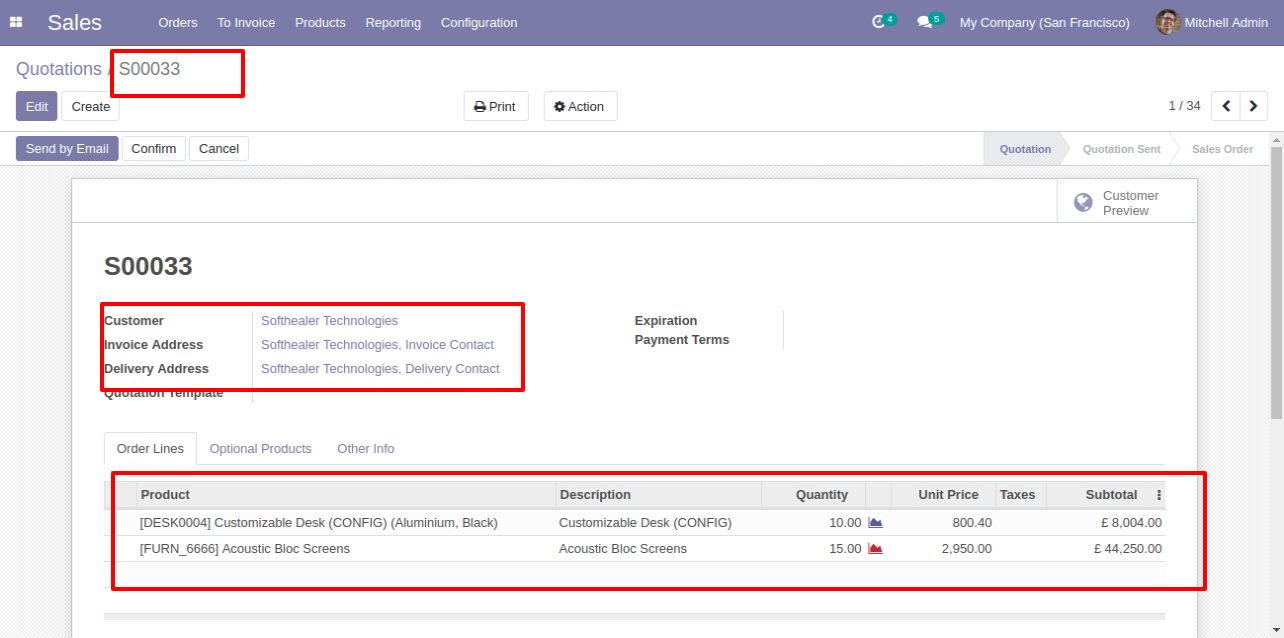 Sales Orders To Invoice Products Reporting Configuration 4 5 My Company (San Francisco) Mitchell Admin
Quotations / S00033
Edit Create Print Action 1 / 34
Send by Email Confirm Cancel Quotation Quotation Sent Sales Order
Customer
Preview
S00033
Customer Softhealer Technologies Expiration
Invoice Address Softhealer Technologies, Invoice Contact Payment Terms
Delivery Address Softhealer Technologies, Delivery Contact
Quotation Template
Order Lines Optional Products Other Info
Product Description Quantity Unit Price Taxes Subtotal
[DESK0004] Customizable Desk (CONFIG) (Aluminium, Black) Customizable Desk (CONFIG) 10.00 800.40 £ 8,004.00
[FURN_6666] Acoustic Bloc Screens Acoustic Bloc Screens 15.00 2,950.00 £ 44,250.00